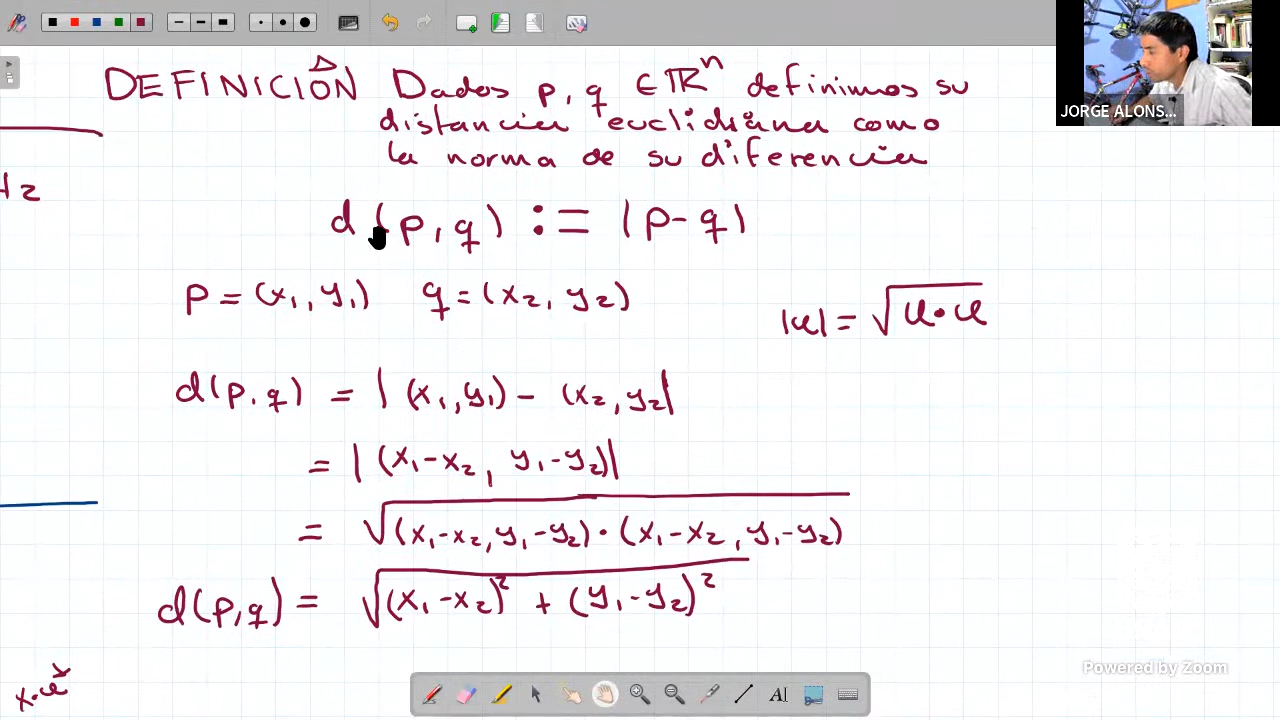 JORGE ALONS...
DEFINICIÓN Dados p, q ∈ ℝⁿ definimos su
distancia euclidiana como
la norma de su diferencia
d(p, q) := |p - q|
p = (x₁, y₁) q = (x₂, y₂)
|u| = √(u • u)
d(p, q) = | (x₁, y₁) - (x₂, y₂|
= | (x₁ - x₂, y₁ - y₂)|
= √((x₁ - x₂, y₁ - y₂) • (x₁ - x₂, y₁ - y₂))
d(p, q) = √((x₁ - x₂)² + (y₁ - y₂)²)
AI
Powered by Zoom